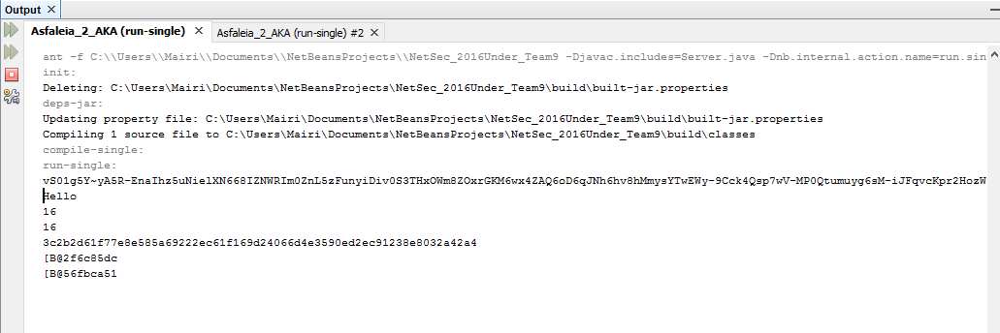 Output ×
Asfaleia_2_AKA (run-single) × Asfaleia_2_AKA (run-single) #2 ×
ant -f C:\\Users\\Mairi\\Documents\\NetBeansProjects\\NetSec_2016Under_Team9 -Djavac.includes=Server.java -Dnb.internal.action.name=run.sin
init:
Deleting: C:\Users\Mairi\Documents\NetBeansProjects\NetSec_2016Under_Team9\build\built-jar.properties
deps-jar:
Updating property file: C:\Users\Mairi\Documents\NetBeansProjects\NetSec_2016Under_Team9\build\built-jar.properties
Compiling 1 source file to C:\Users\Mairi\Documents\NetBeansProjects\NetSec_2016Under_Team9\build\classes
compile-single:
run-single:
vS01g5Y~yA5R-EnaIhz5uNielXN668IZNWRIm0ZnL5zFunyiDiv0S3THxOWm8ZOxrGKM6wx4ZAQ6oD6qJNh6hv8hMmysYTwEWy-9Cck4Qsp7wV-MP0Qtumuyg6sM-iJFqvcKpr2HozW
Hello
16
16
3c2b2d61f77e8e585a69222ec61f169d24066d4e3590ed2ec91238e8032a42a4
[B@2f6c85dc
[B@56fbca51